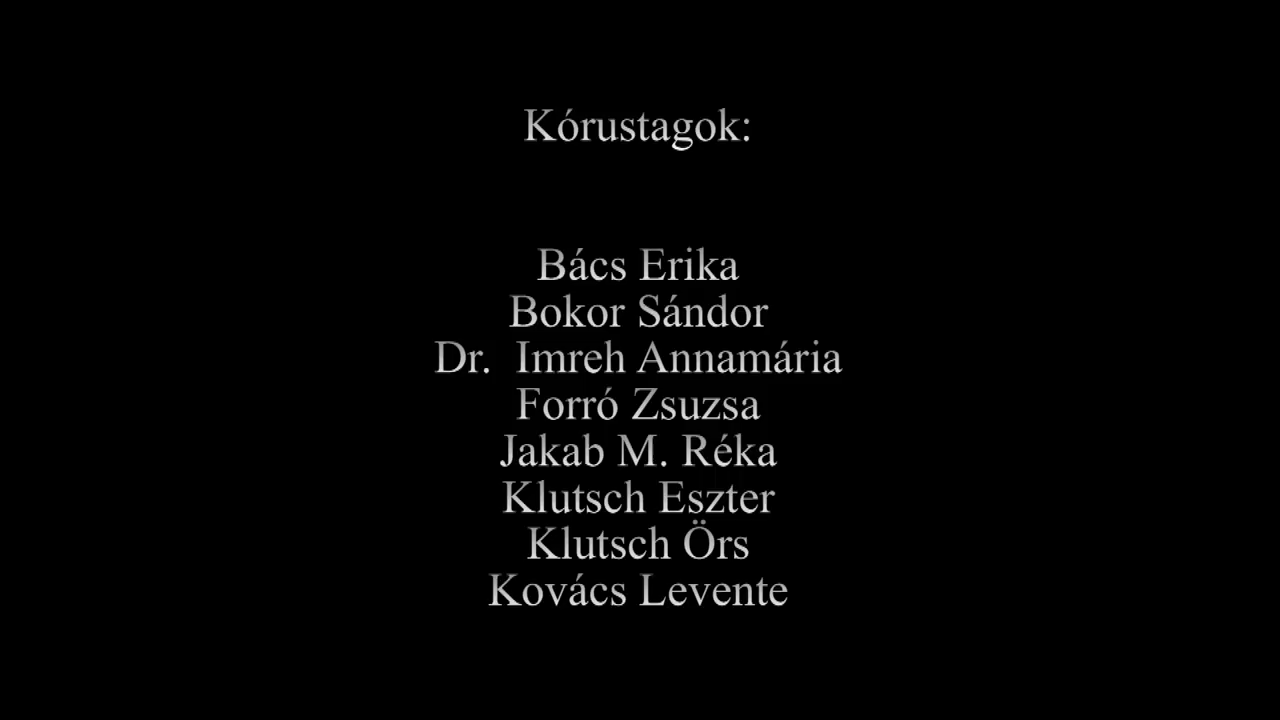 Kórustagok:
Bács Erika
Bokor Sándor
Dr.  Imreh Annamária
Forró Zsuzsa
Jakab M. Réka
Klutsch Eszter
Klutsch Örs
Kovács Levente